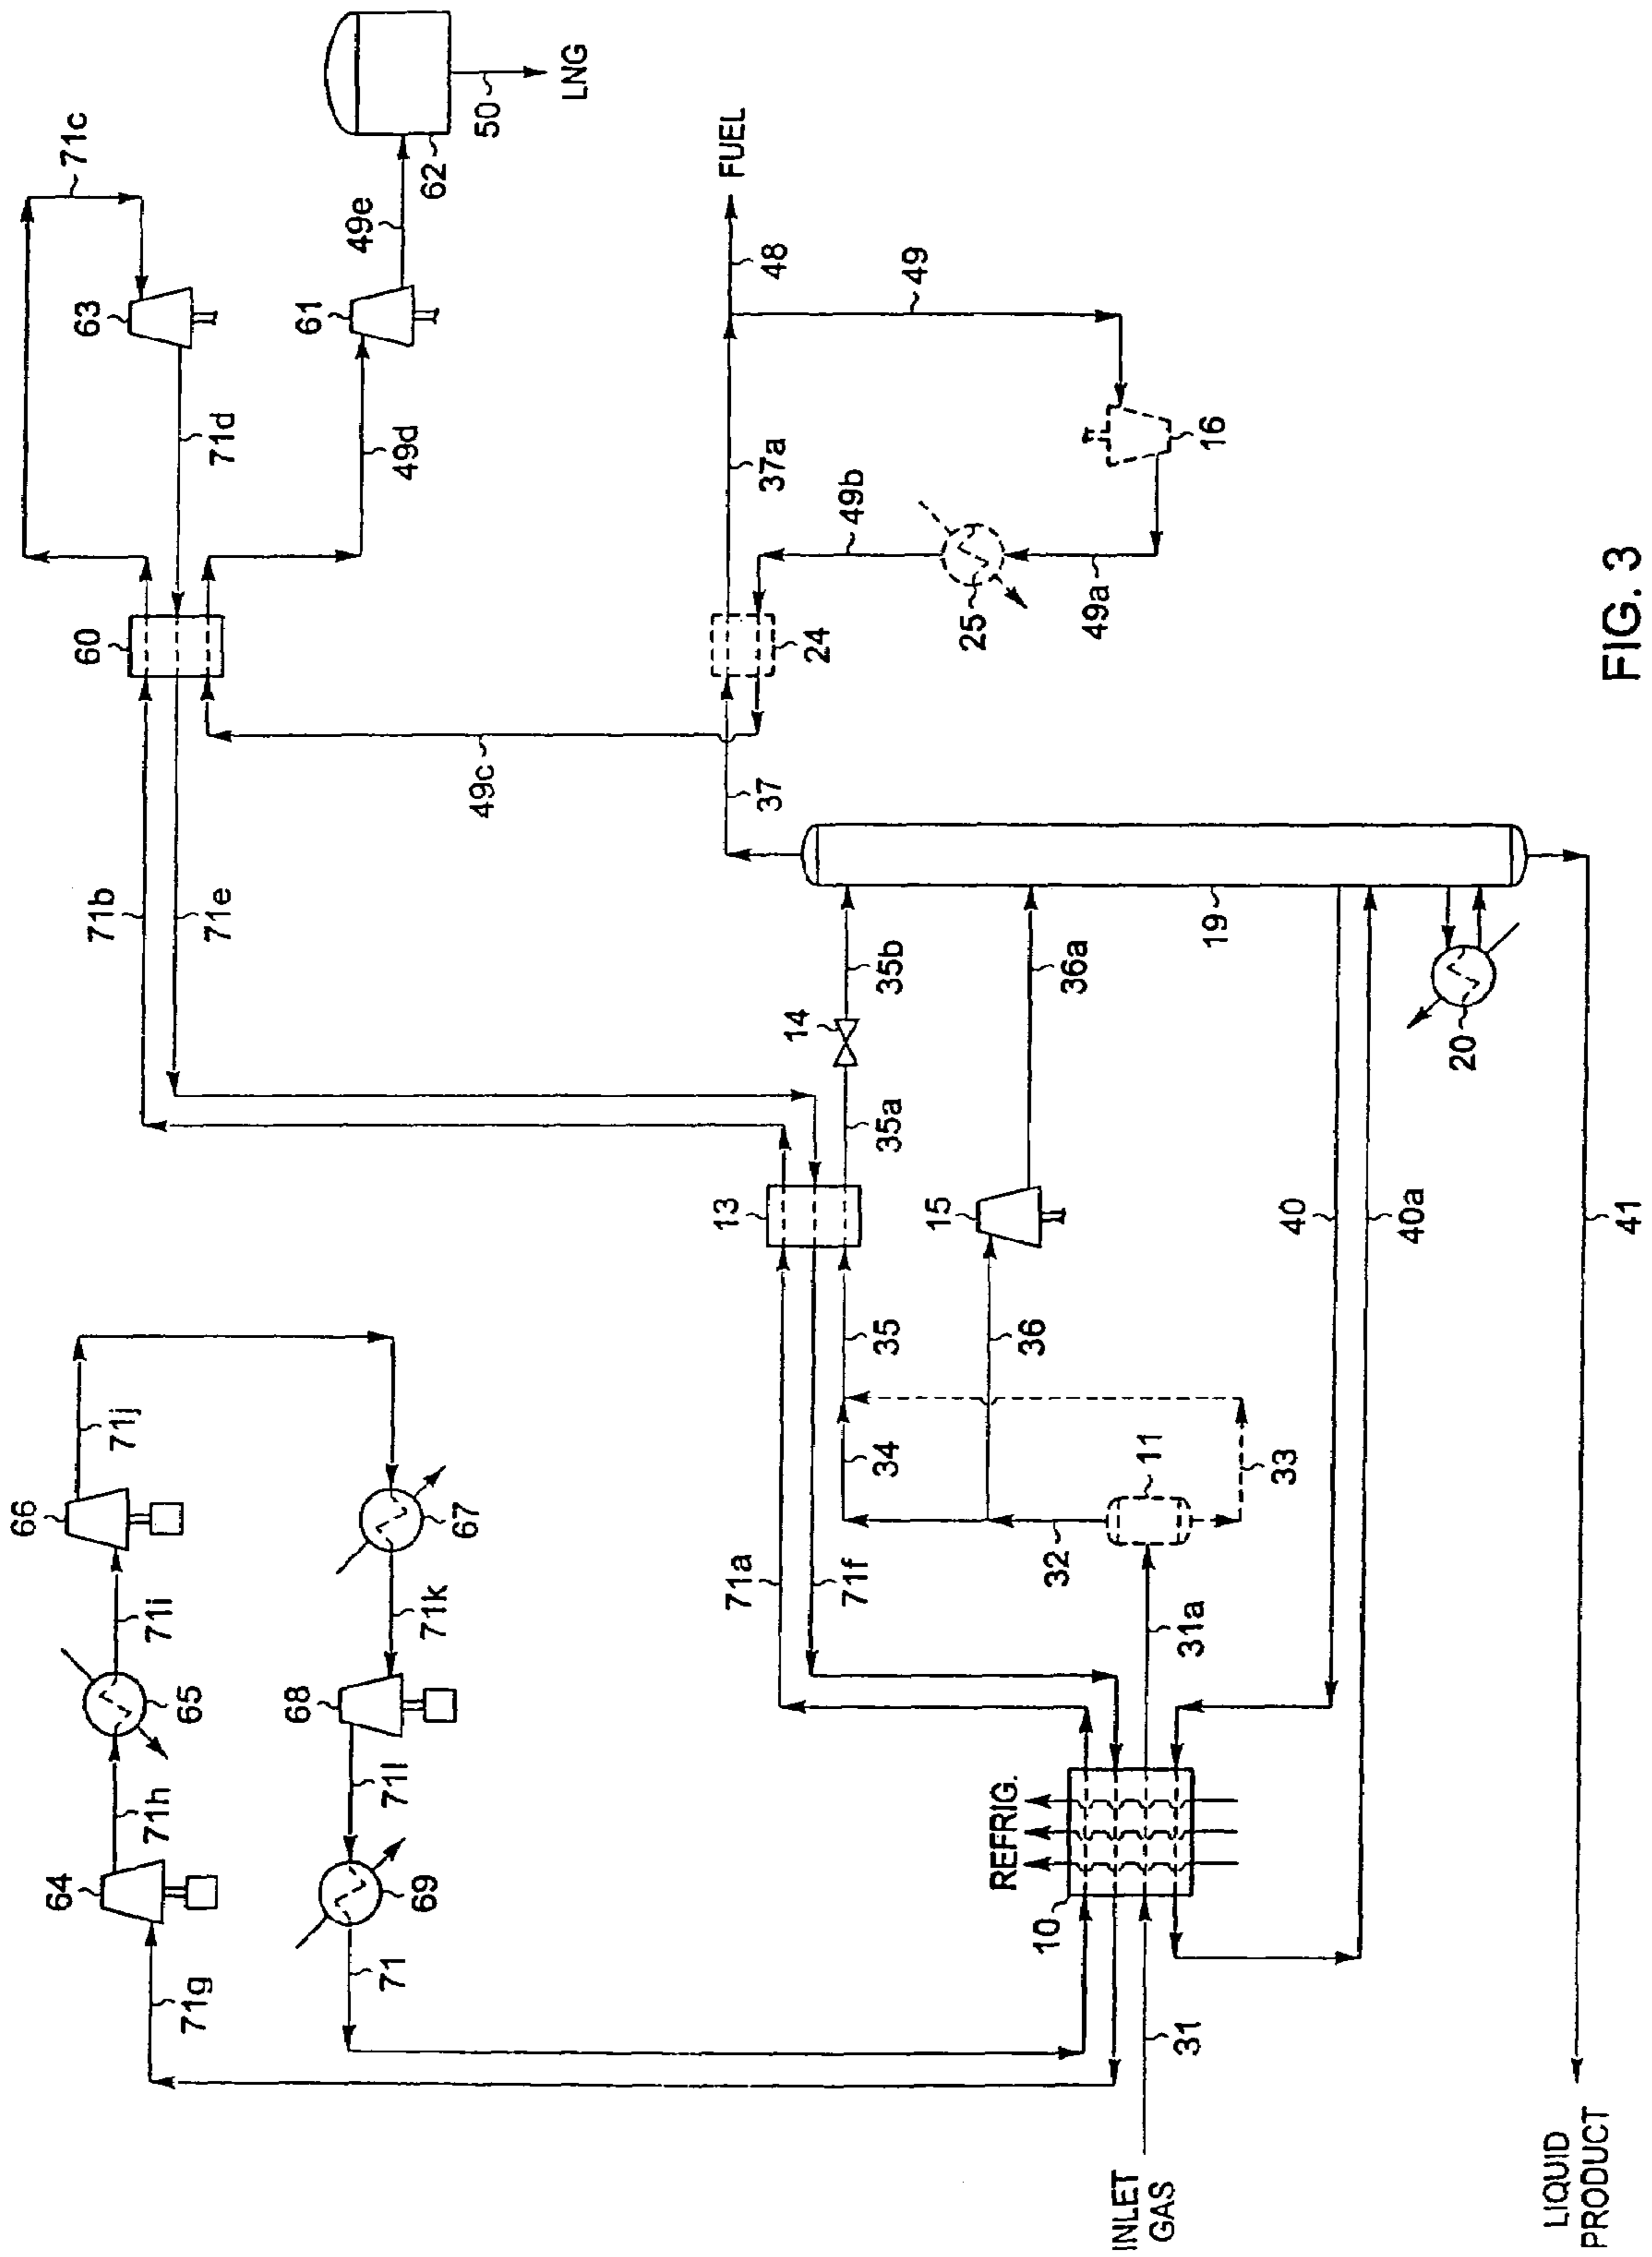 71c
63
60
71d
61
49e
62
50
LNG
49d
71b
71e
49c
FUEL
48
49
37a
49b
24
25
16
49a
37
66
71j
65
71i
67
64
71h
68
71k
71l
69
71g
71
13
14
35b
35a
15
36a
19
20
35
36
34
11
33
32
71a
71f
31a
40
40a
41
REFRIG.
10
31
INLET
GAS
LIQUID
PRODUCT
FIG. 3